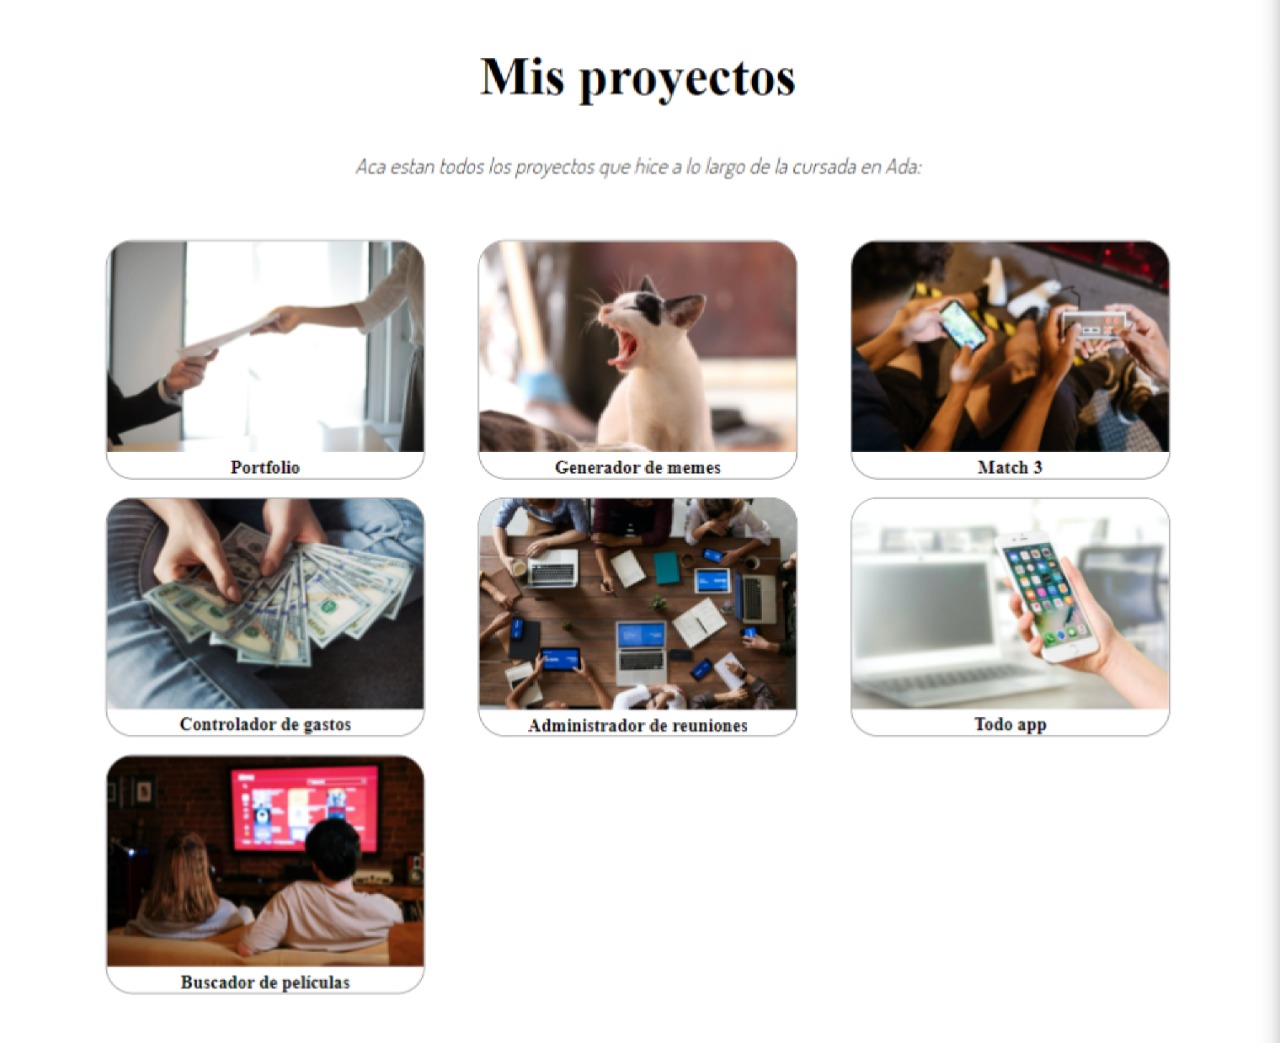 Mis proyectos
Aca estan todos los proyectos que hice a lo largo de la cursada en Ada:
Portfolio
Generador de memes
Match 3
Controlador de gastos
Administrador de reuniones
Todo app
Buscador de películas